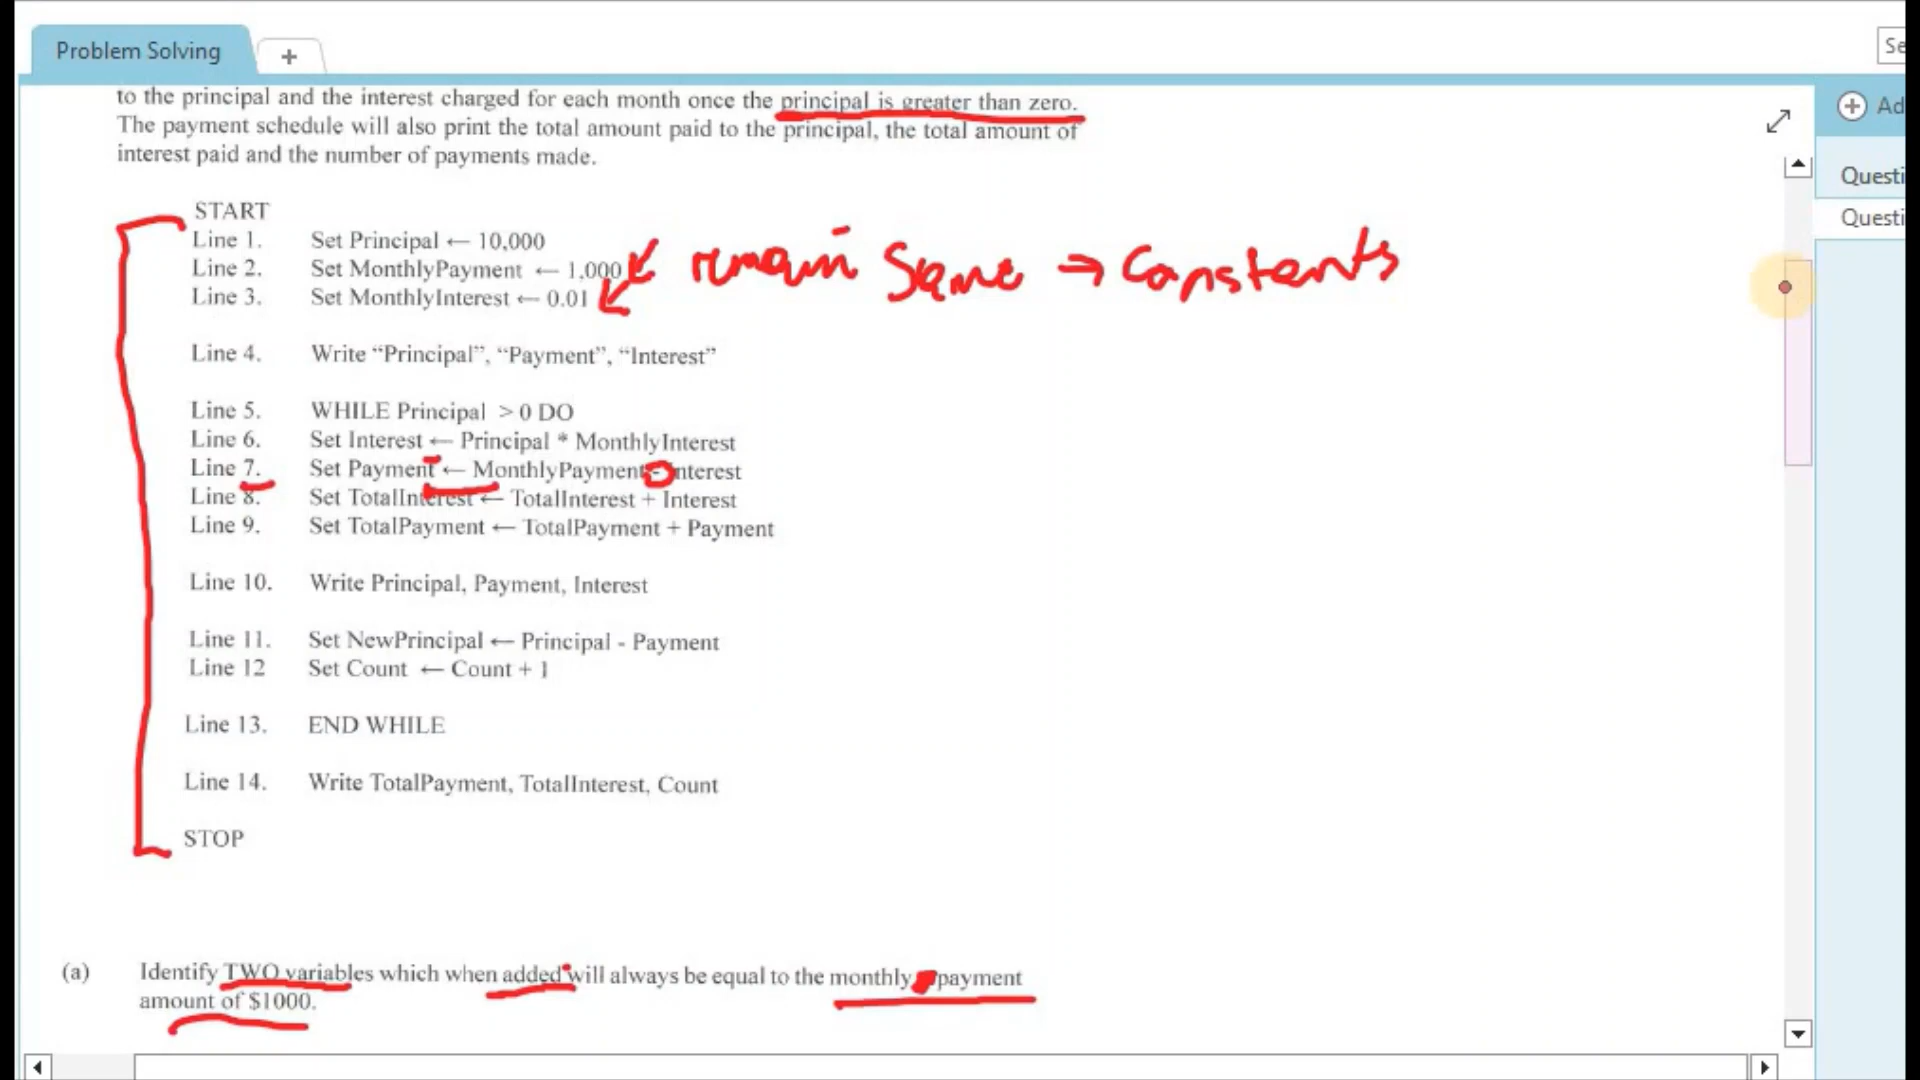 Problem Solving
+
Se
Ad
Questi
Questi
to the principal and the interest charged for each month once the principal is greater than zero.
The payment schedule will also print the total amount paid to the principal, the total amount of
interest paid and the number of payments made.
START
Line 1. Set Principal ← 10,000
Line 2. Set MonthlyPayment ← 1,000
Line 3. Set MonthlyInterest ← 0.01
remain Same → Constants
Line 4. Write “Principal”, “Payment”, “Interest”
Line 5. WHILE Principal > 0 DO
Line 6. Set Interest ← Principal * MonthlyInterest
Line 7. Set Payment ← MonthlyPayment - Interest
Line 8. Set TotalInterest ← TotalInterest + Interest
Line 9. Set TotalPayment ← TotalPayment + Payment
Line 10. Write Principal, Payment, Interest
Line 11. Set NewPrincipal ← Principal - Payment
Line 12 Set Count ← Count + 1
Line 13. END WHILE
Line 14. Write TotalPayment, TotalInterest, Count
STOP
(a) Identify TWO variables which when added will always be equal to the monthly payment
amount of $1000.